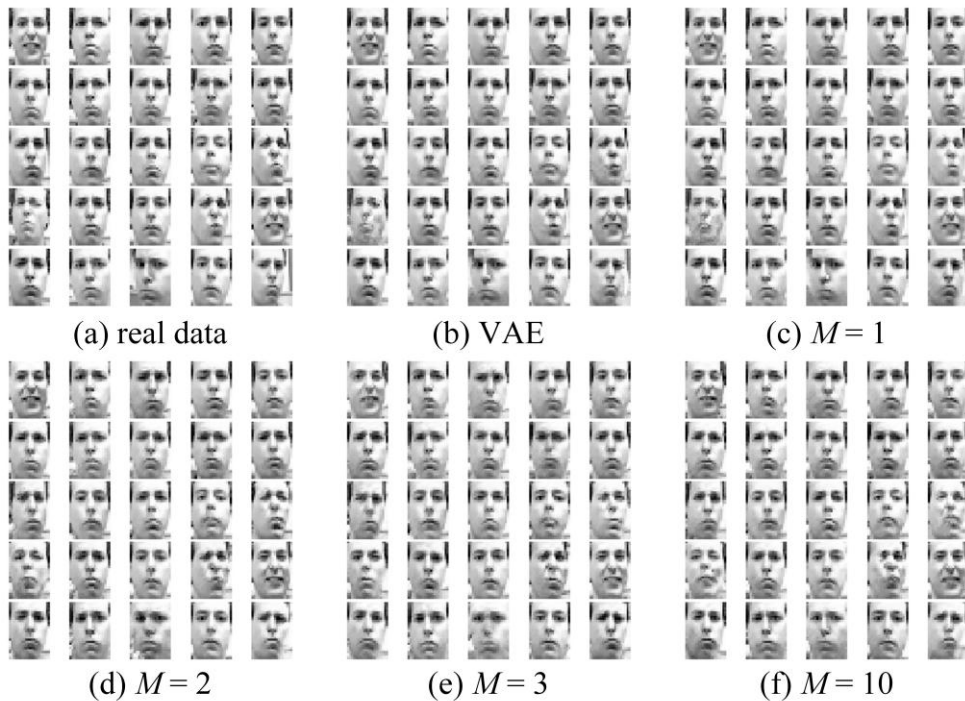 (a) real data
(b) VAE
(c) M = 1
(d) M = 2
(e) M = 3
(f) M = 10